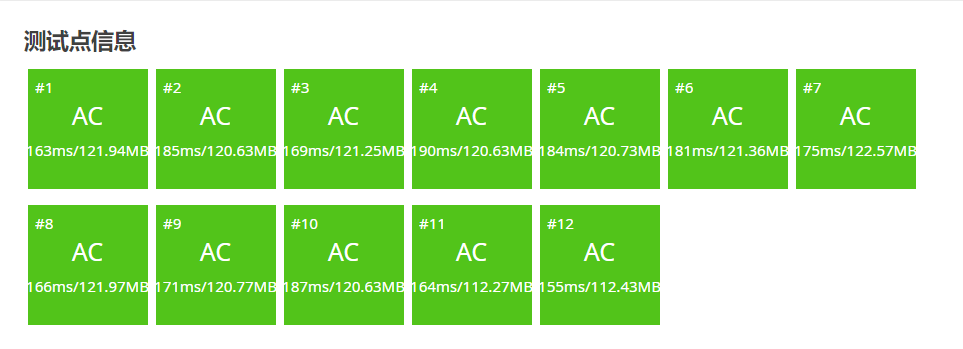 测试点信息
#1 #2 #3 #4 #5 #6 #7
AC AC AC AC AC AC AC
163ms/121.94MB 185ms/120.63MB 169ms/121.25MB 190ms/120.63MB 184ms/120.73MB 181ms/121.36MB 175ms/122.57MB
#8 #9 #10 #11 #12
AC AC AC AC AC
166ms/121.97MB 171ms/120.77MB 187ms/120.63MB 164ms/112.27MB 155ms/112.43MB